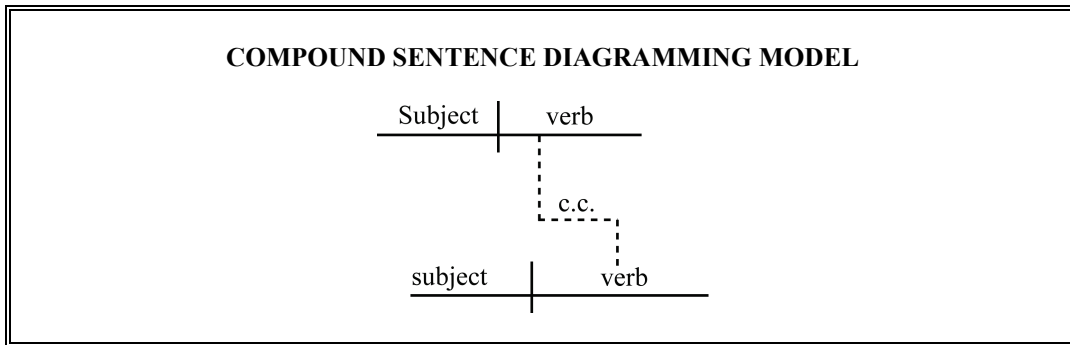 COMPOUND SENTENCE DIAGRAMMING MODEL
Subject verb
c.c.
subject verb